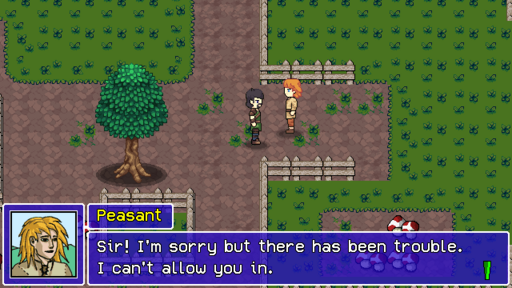 Peasant
Sir! I'm sorry but there has been trouble.
I can't allow you in.